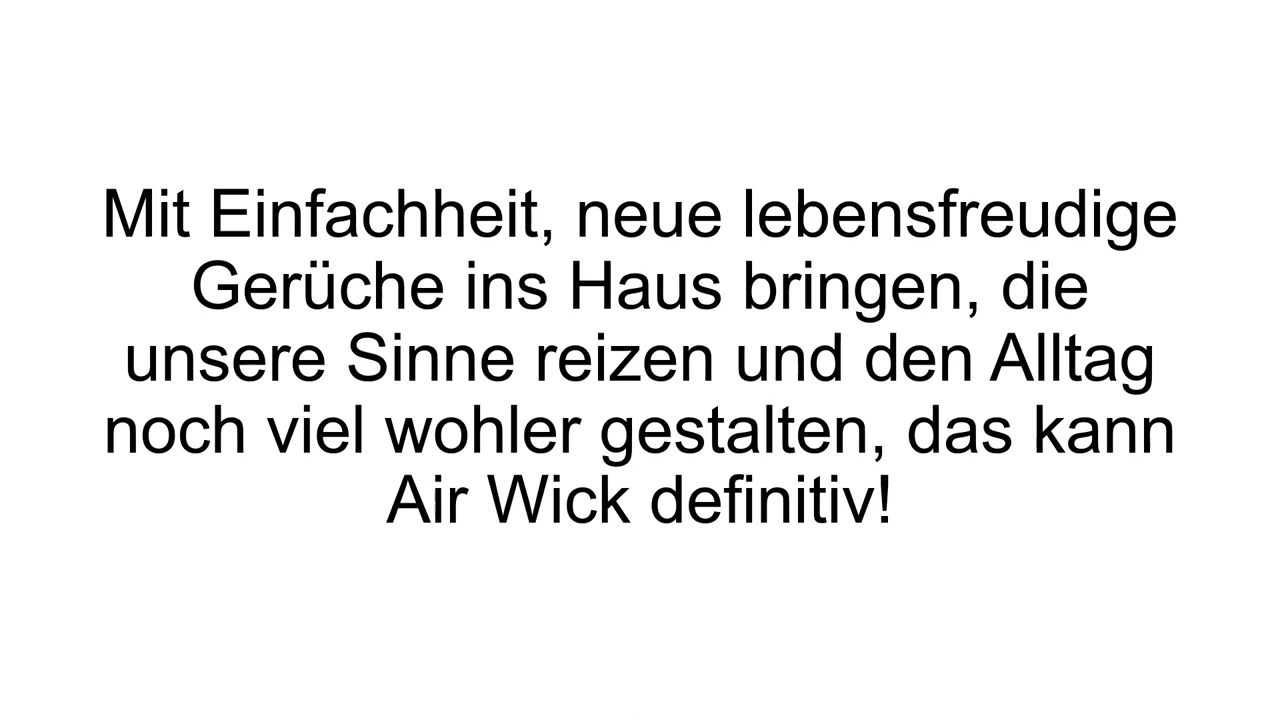 Mit Einfachheit, neue lebensfreudige
Gerüche ins Haus bringen, die
unsere Sinne reizen und den Alltag
noch viel wohler gestalten, das kann
Air Wick definitiv!